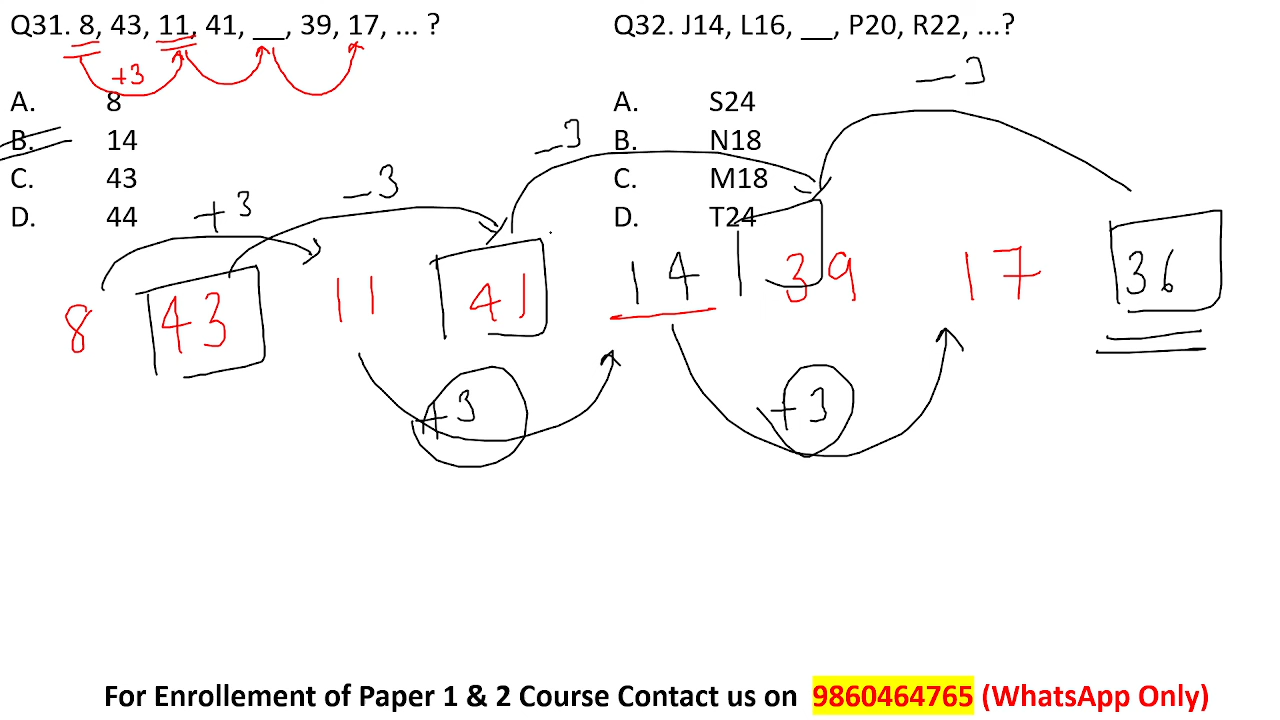 Q31. 8, 43, 11, 41, __, 39, 17, ... ?
+3
A. 8
B. 14
C. 43
D. 44
Q32. J14, L16, __, P20, R22, ...?
A. S24
B. N18
C. M18
D. T24
+3 -3 -3 -3
8 43 11 41 14 39 17 36
+3 +3
For Enrollement of Paper 1 & 2 Course Contact us on 9860464765 (WhatsApp Only)